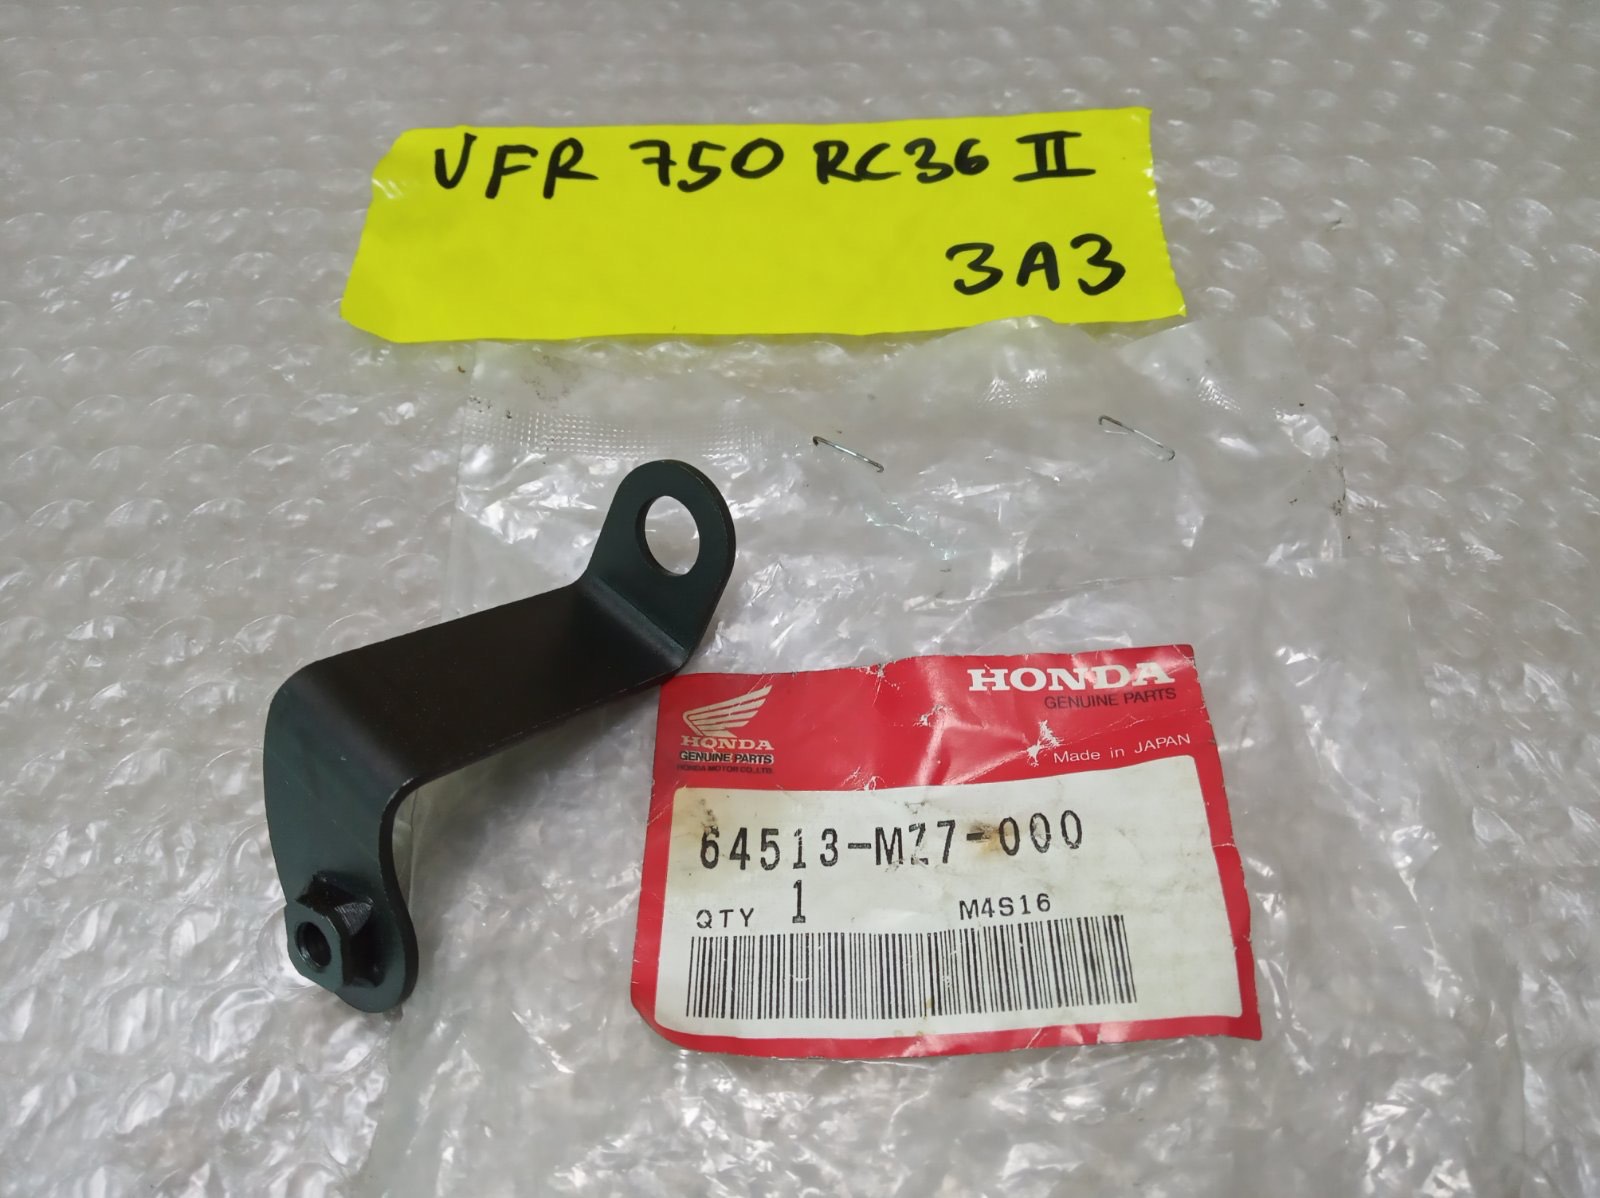 VFR 750 RC36 II
3A3
HONDA
GENUINE PARTS
Made in JAPAN
HONDA
GENUINE PARTS
HONDA MOTOR CO., LTD.
64513-MZ7-000
QTY 1 M4S16